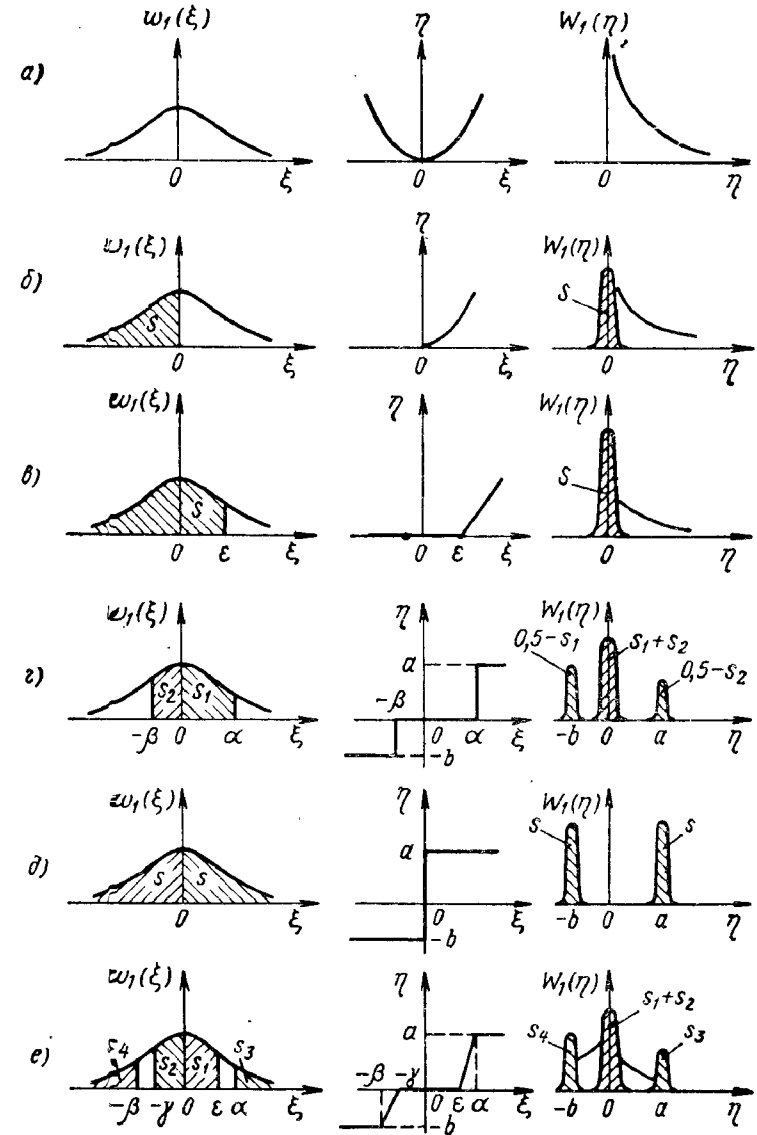 а)
w₁(ξ) η W₁(η)
0 ξ 0 ξ 0 η
б)
w₁(ξ) η W₁(η)
S S
0 ξ 0 ξ 0 η
в)
w₁(ξ) η W₁(η)
S S
0 ε ξ 0 ε ξ 0 η
г)
w₁(ξ) η W₁(η)
0,5-s₁ s₁+s₂
a 0,5-s₂
s₂ s₁ -β
-β 0 α ξ 0 α ξ -b 0 a η
-b
д)
w₁(ξ) η W₁(η)
s s a s s
0 ξ 0 ξ -b 0 a η
-b
е)
w₁(ξ) η W₁(η)
s₁+s₂
s₄ s₂ s₁ s₃ a s₄ s₃
-β -γ
-β -γ 0 ε α ξ 0 ε α ξ -b 0 a η
-b